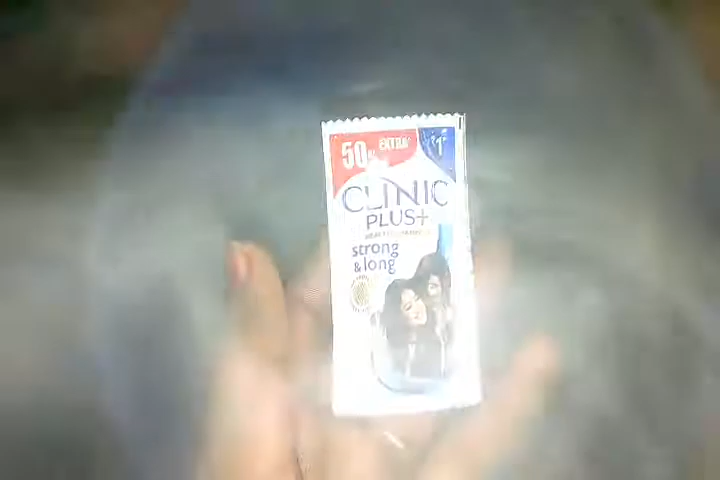 50% EXTRA
₹1
CLINIC
PLUS+
strong
& long